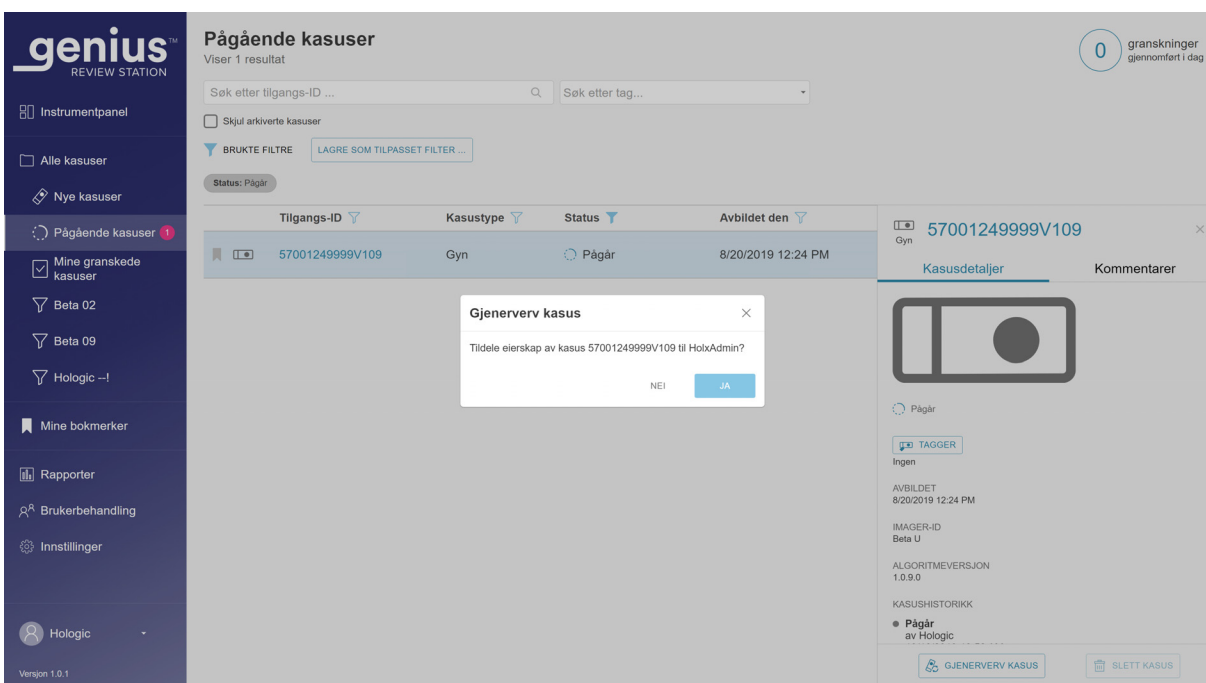 genius™
REVIEW STATION
Instrumentpanel
Alle kasuser
Nye kasuser
Pågående kasuser 1
Mine granskede
kasuser
Beta 02
Beta 09
Hologic --!
Mine bokmerker
Rapporter
Brukerbehandling
Innstillinger
Hologic
Versjon 1.0.1
Pågående kasuser
Viser 1 resultat
0 granskninger
gjennomført i dag
Søk etter tilgangs-ID ... Søk etter tag...
Skjul arkiverte kasuser
BRUKTE FILTRE LAGRE SOM TILPASSET FILTER ...
Status: Pågår
Tilgangs-ID Kasustype Status Avbildet den
57001249999V109 Gyn Pågår 8/20/2019 12:24 PM
Gjenerverv kasus
Tildele eierskap av kasus 57001249999V109 til HolxAdmin?
NEI JA
Gyn 57001249999V109
Kasusdetaljer Kommentarer
Pågår
TAGGER
Ingen
AVBILDET
8/20/2019 12:24 PM
IMAGER-ID
Beta U
ALGORITMEVERSJON
1.0.9.0
KASUSHISTORIKK
Pågår
av Hologic
GJENERVERV KASUS SLETT KASUS